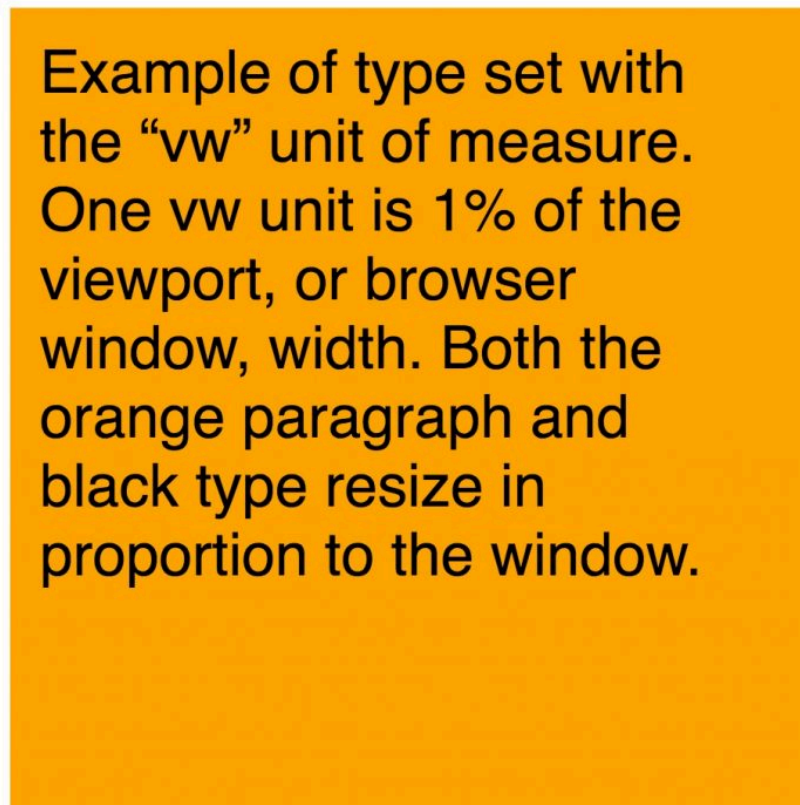 Example of type set with
the “vw” unit of measure.
One vw unit is 1% of the
viewport, or browser
window, width. Both the
orange paragraph and
black type resize in
proportion to the window.